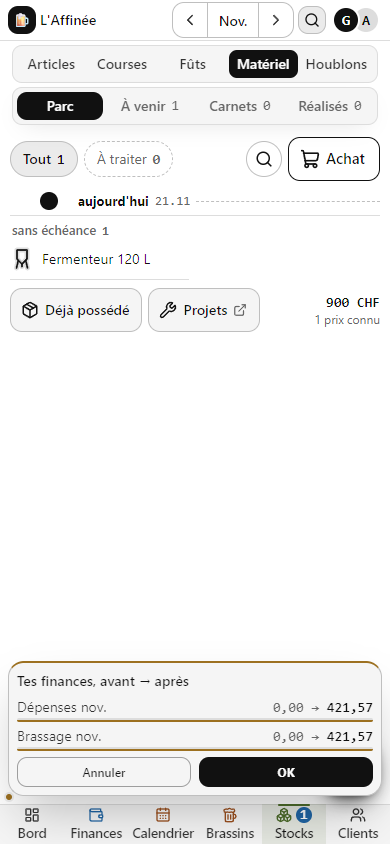 L'Affinée
Nov.
G A
Articles Courses Fûts Matériel Houblons
Parc À venir 1 Carnets 0 Réalisés 0
Tout 1 À traiter 0 Achat
aujourd'hui 21.11
sans échéance 1
Fermenteur 120 L
Déjà possédé Projets 900 CHF
1 prix connu
Tes finances, avant → après
Dépenses nov. 0,00 → 421,57
Brassage nov. 0,00 → 421,57
Annuler OK
1
Bord Finances Calendrier Brassins Stocks Clients